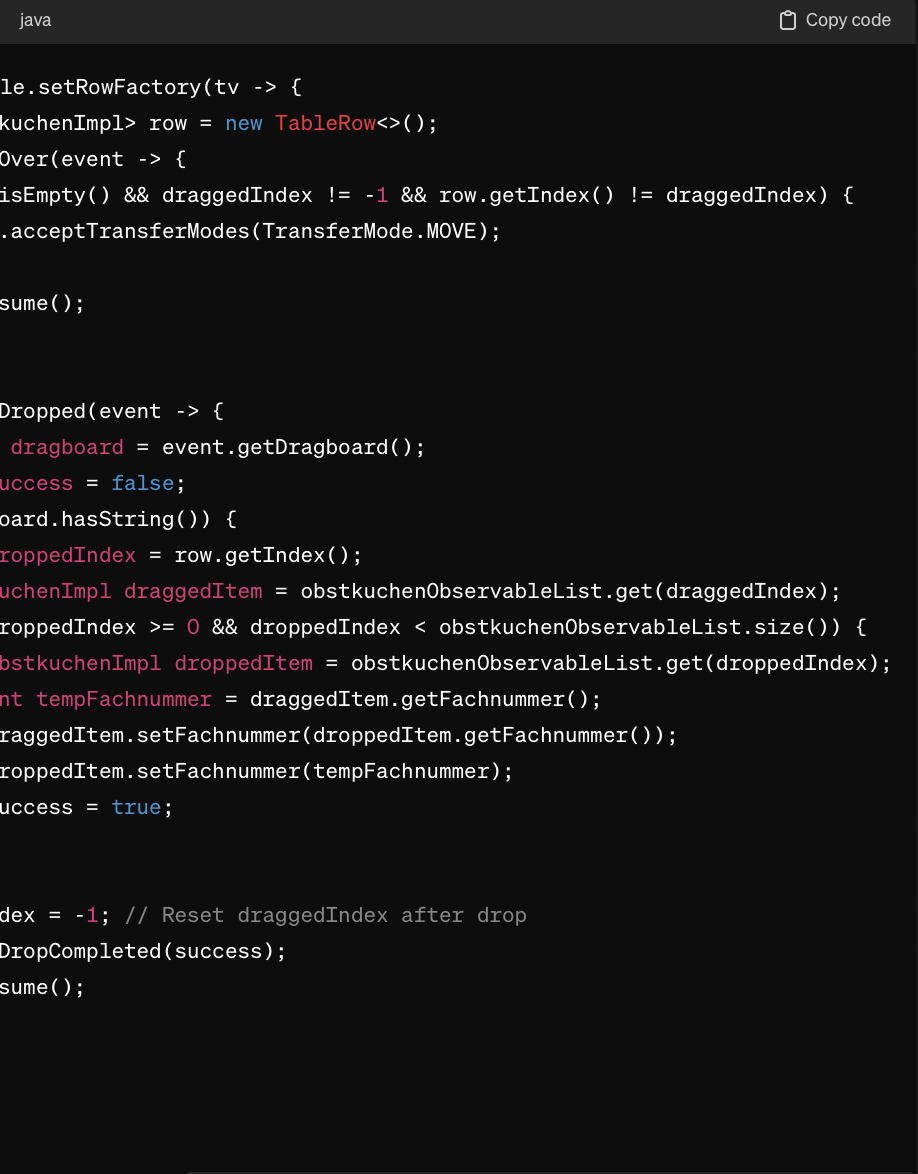 java
Copy code
le.setRowFactory(tv -> {
kuchenImpl> row = new TableRow<>();
Over(event -> {
isEmpty() && draggedIndex != -1 && row.getIndex() != draggedIndex) {
.acceptTransferModes(TransferMode.MOVE);
sume();
Dropped(event -> {
dragboard = event.getDragboard();
uccess = false;
oard.hasString()) {
roppedIndex = row.getIndex();
uchenImpl draggedItem = obstkuchenObservableList.get(draggedIndex);
roppedIndex >= 0 && droppedIndex < obstkuchenObservableList.size()) {
bstkuchenImpl droppedItem = obstkuchenObservableList.get(droppedIndex);
nt tempFachnummer = draggedItem.getFachnummer();
raggedItem.setFachnummer(droppedItem.getFachnummer());
roppedItem.setFachnummer(tempFachnummer);
uccess = true;
dex = -1; // Reset draggedIndex after drop
DropCompleted(success);
sume();